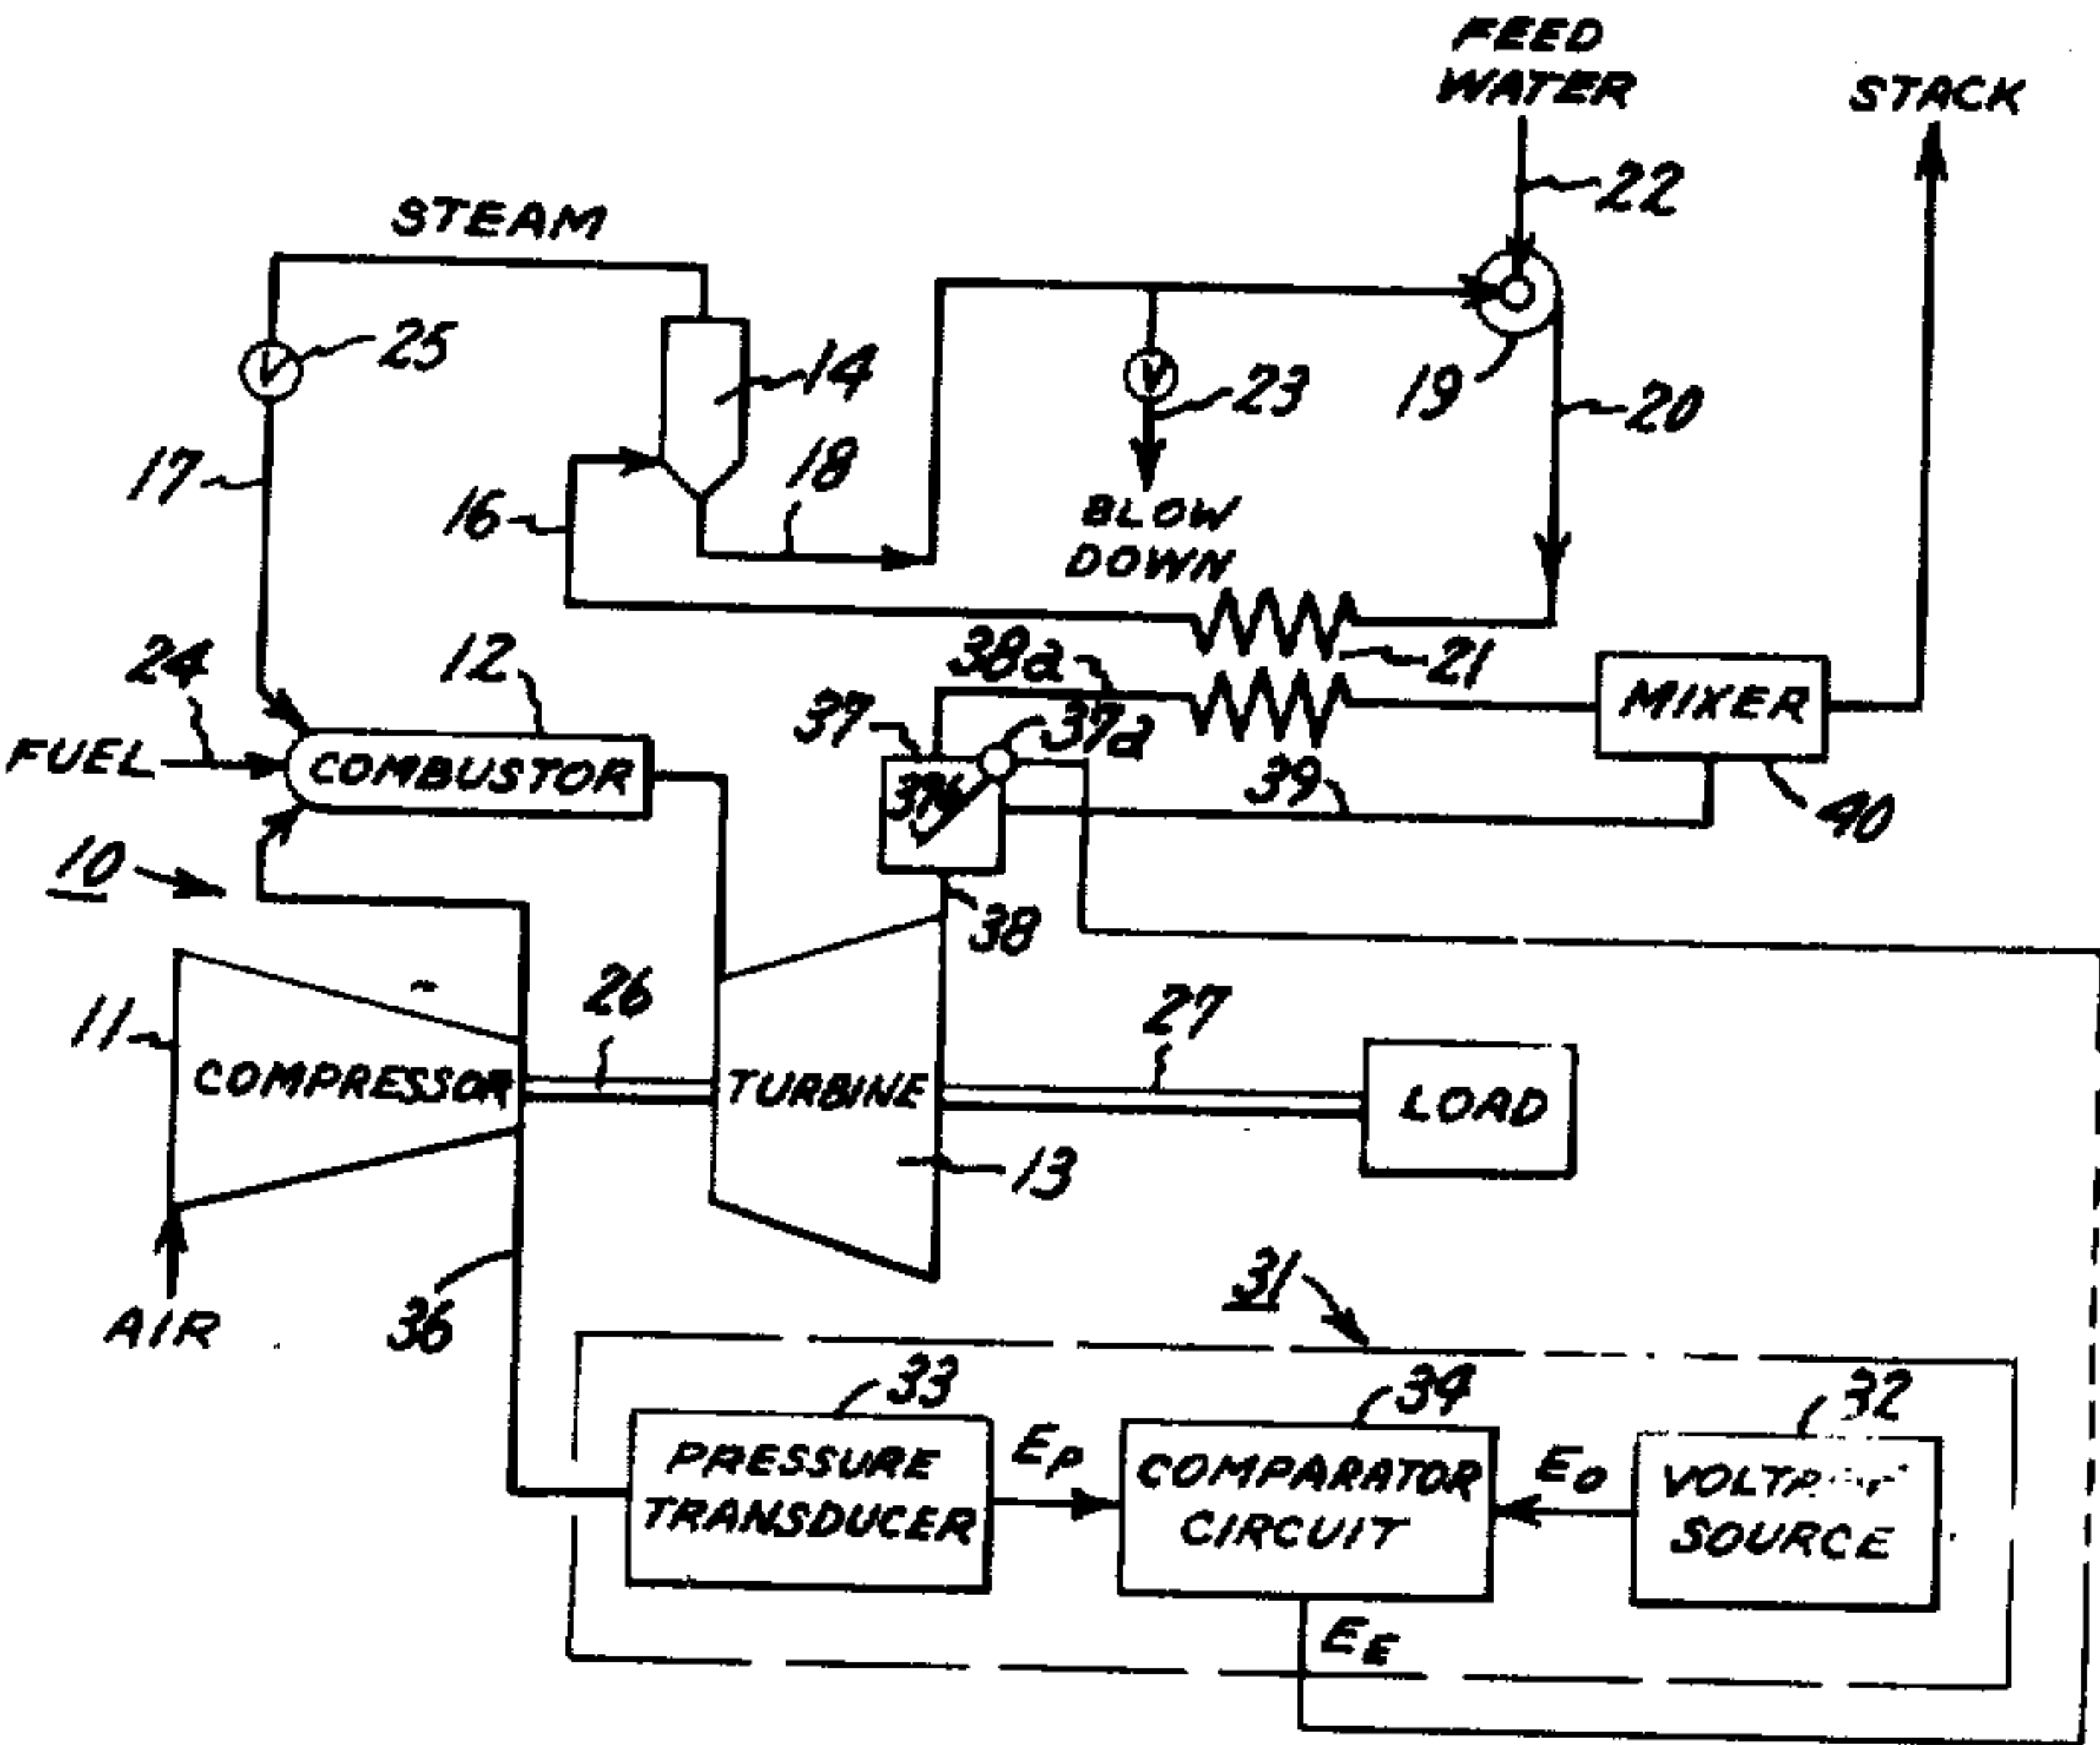 FEED
WATER
STACK
22
STEAM
25
14
19
23
20
17
16
18
BLOW
DOWN
24
12
38a
21
MIXER
37
37a
FUEL
COMBUSTOR
39
40
10
38
26
27
11
COMPRESSOR
TURBINE
LOAD
13
31
AIR
36
33
34
32
PRESSURE
TRANSDUCER
EP
COMPARATOR
CIRCUIT
EO
SOURCE
EE